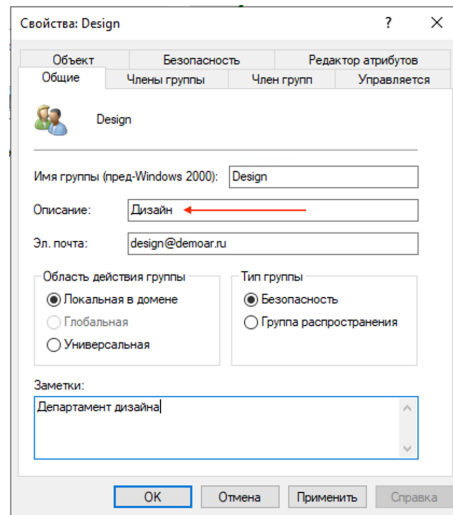 Свойства: Design
Объект Безопасность Редактор атрибутов
Общие Члены группы Член групп Управляется
Design
Имя группы (пред-Windows 2000): Design
Описание: Дизайн
Эл. почта: design@demoar.ru
Область действия группы Тип группы
Локальная в домене Безопасность
Глобальная Группа распространения
Универсальная
Заметки:
Департамент дизайна
OK Отмена Применить Справка